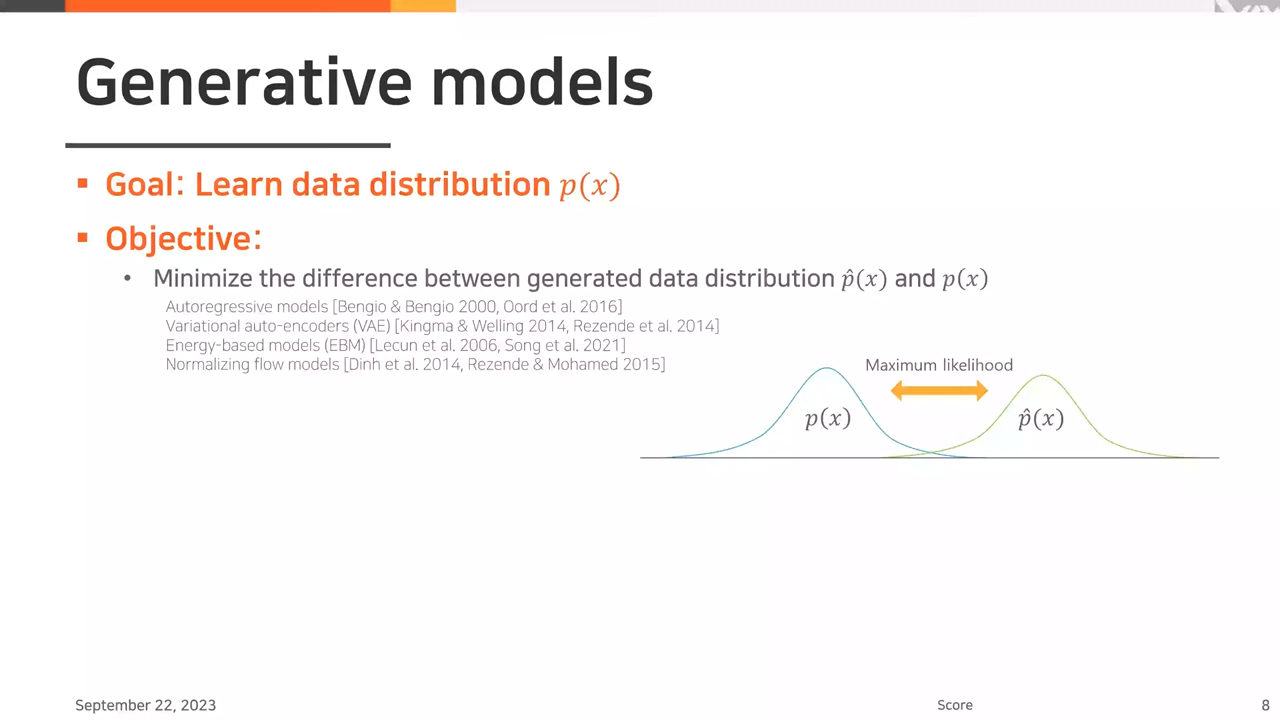 Generative models
▪ Goal: Learn data distribution p(x)
▪ Objective:
• Minimize the difference between generated data distribution p̂(x) and p(x)
Autoregressive models [Bengio & Bengio 2000, Oord et al. 2016]
Variational auto-encoders (VAE) [Kingma & Welling 2014, Rezende et al. 2014]
Energy-based models (EBM) [Lecun et al. 2006, Song et al. 2021]
Normalizing flow models [Dinh et al. 2014, Rezende & Mohamed 2015]
Maximum likelihood
p(x)
p̂(x)
September 22, 2023
Score
8